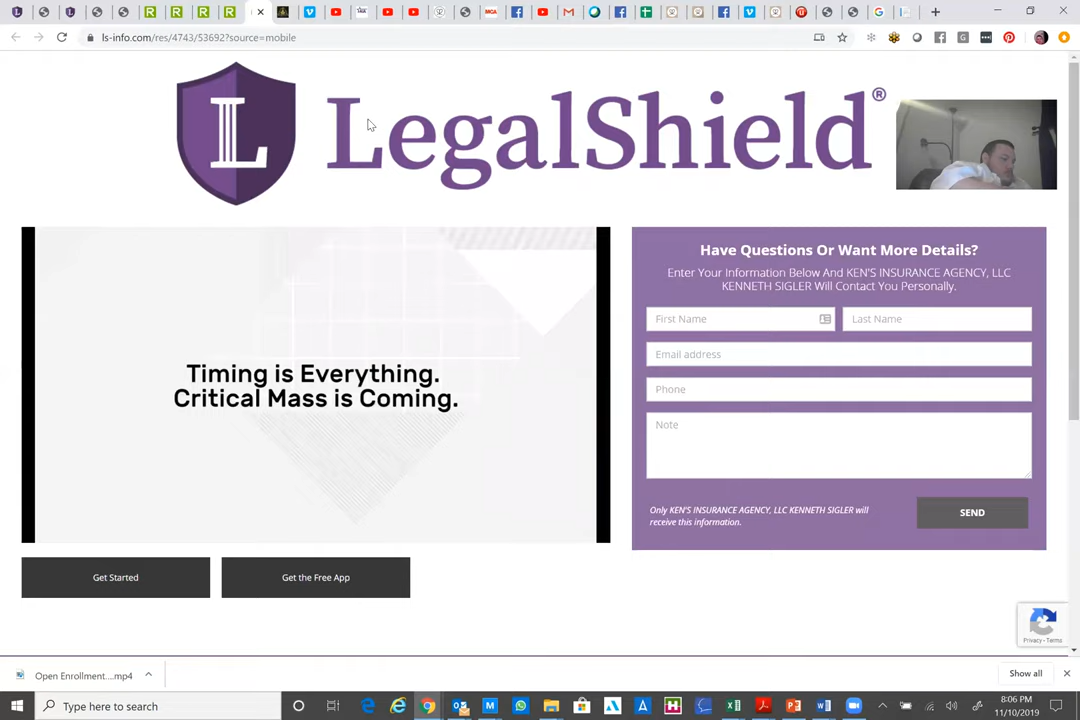 ls-info.com/res/4743/53692?source=mobile
L LegalShield®
Timing is Everything.
Critical Mass is Coming.
Have Questions Or Want More Details?
Enter Your Information Below And KEN'S INSURANCE AGENCY, LLC
KENNETH SIGLER Will Contact You Personally.
First Name
Last Name
Email address
Phone
Note
Only KEN'S INSURANCE AGENCY, LLC KENNETH SIGLER will
receive this information.
SEND
Get Started
Get the Free App
Privacy - Terms
Open Enrollment....mp4
Show all
Type here to search
8:06 PM
11/10/2019